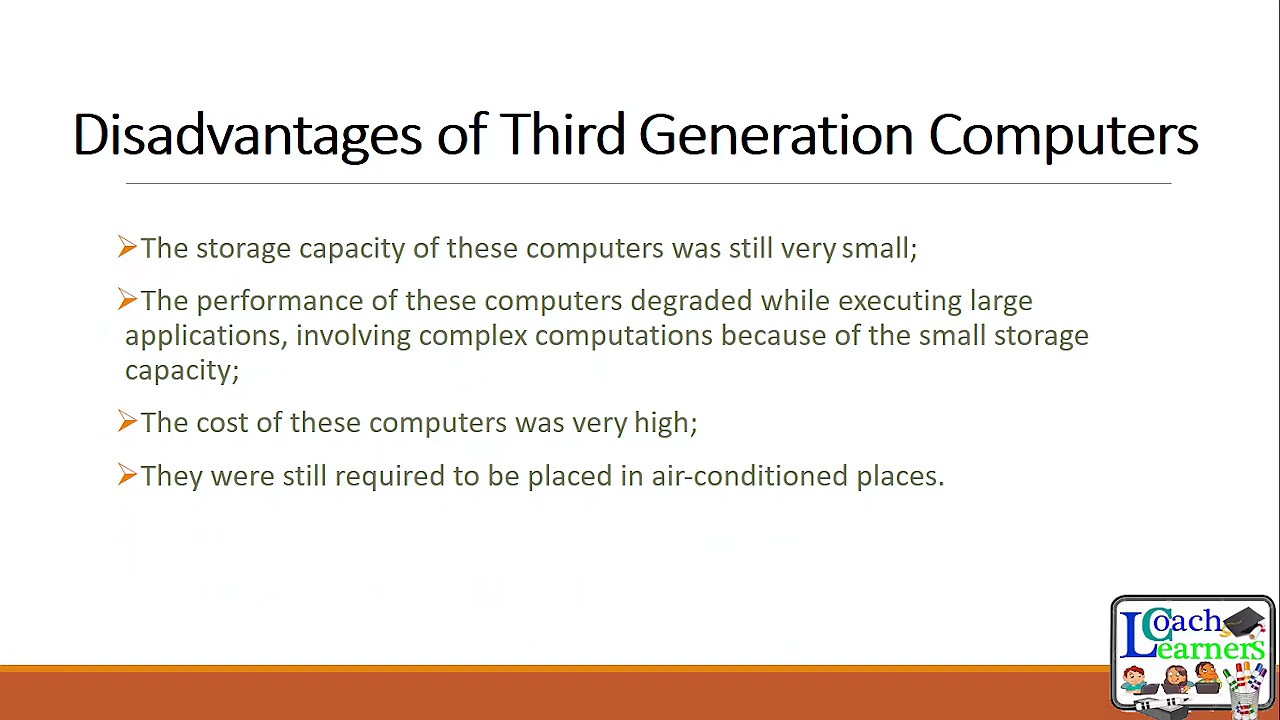 Disadvantages of Third Generation Computers
➢The storage capacity of these computers was still very small;
➢The performance of these computers degraded while executing large
applications, involving complex computations because of the small storage
capacity;
➢The cost of these computers was very high;
➢They were still required to be placed in air-conditioned places.
Coach
Learners